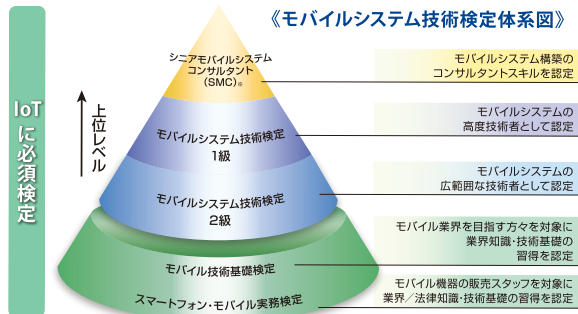 《モバイルシステム技術検定体系図》
IoTに必須検定
上位レベル
シニアモバイルシステム
コンサルタント
(SMC)※
モバイルシステム構築の
コンサルタントスキルを認定
モバイルシステム技術検定
1級
モバイルシステムの
高度技術者として認定
モバイルシステム技術検定
2級
モバイルシステムの
広範囲な技術者として認定
モバイル技術基礎検定
モバイル業界を目指す方々を対象に
業界知識・技術基礎の
習得を認定
スマートフォン・モバイル実務検定
モバイル機器の販売スタッフを対象に
業界/法律知識・技術基礎の習得を認定